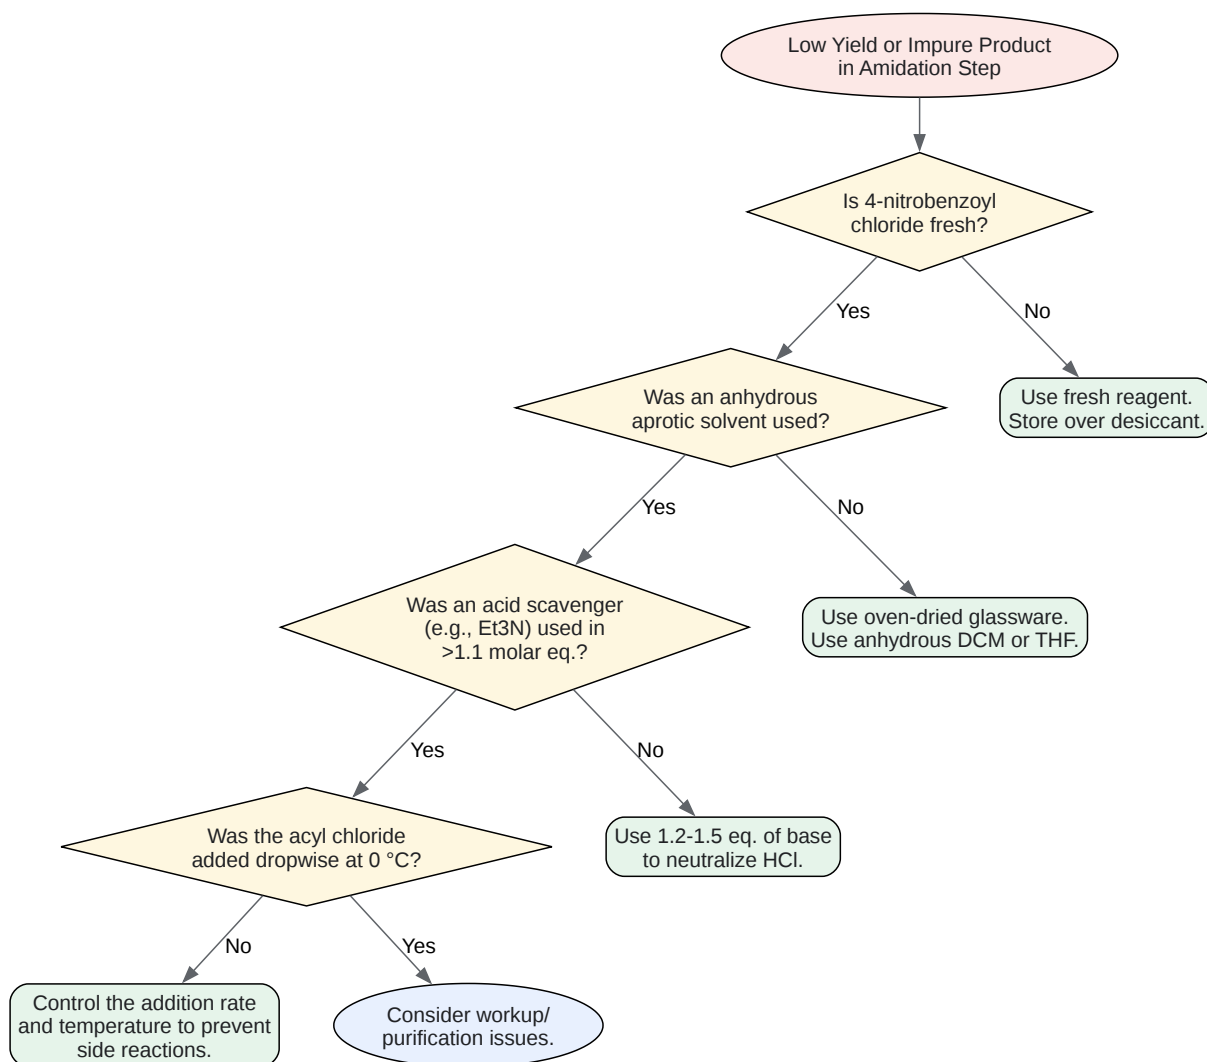 Low Yield or Impure Product
in Amidation Step
Is 4-nitrobenzoyl
chloride fresh?
Yes
No
Was an anhydrous
aprotic solvent used?
Use fresh reagent.
Store over desiccant.
Yes
No
Was an acid scavenger
(e.g., Et3N) used in
>1.1 molar eq.?
Use oven-dried glassware.
Use anhydrous DCM or THF.
Yes
No
Was the acyl chloride
added dropwise at 0 °C?
Use 1.2-1.5 eq. of base
to neutralize HCl.
No
Yes
Control the addition rate
and temperature to prevent
side reactions.
Consider workup/
purification issues.